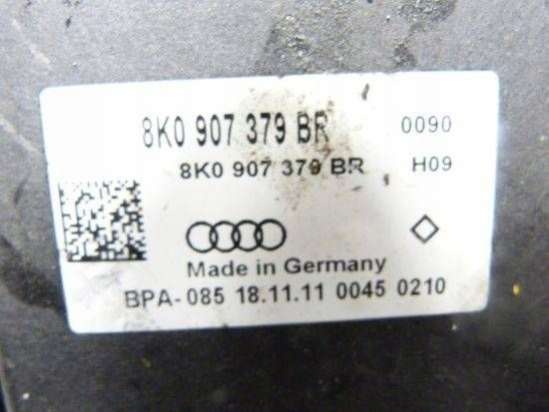 8K0 907 379 BR 0090
8K0 907 379 BR H09
Made in Germany
BPA-085 18.11.11 0045 0210